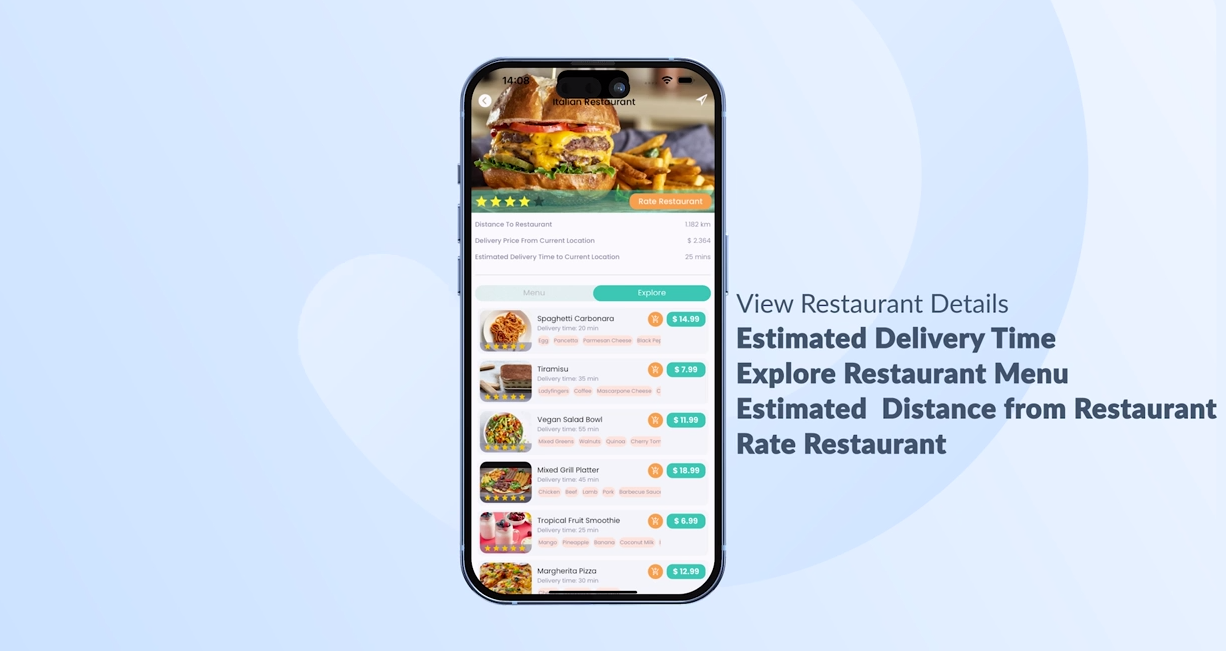 14:08
Italian Restaurant
Rate Restaurant
Distance To Restaurant 1.182 km
Delivery Price From Current Location $ 2.364
Estimated Delivery Time to Current Location 25 mins
Menu Explore
Spaghetti Carbonara $ 14.99
Delivery time: 20 min
Egg Pancetta Parmesan Cheese Black Pep
Tiramisu $ 7.99
Delivery time: 35 min
Ladyfingers Coffee Mascarpone Cheese C
Vegan Salad Bowl $ 11.99
Delivery time: 55 min
Mixed Greens Walnuts Quinoa Cherry Tom
Mixed Grill Platter $ 18.99
Delivery time: 45 min
Chicken Beef Lamb Pork Barbecue Sauce
Tropical Fruit Smoothie $ 6.99
Delivery time: 25 min
Mango Pineapple Banana Coconut Milk
Margherita Pizza $ 12.99
Delivery time: 30 min
View Restaurant Details
Estimated Delivery Time
Explore Restaurant Menu
Estimated Distance from Restaurant
Rate Restaurant